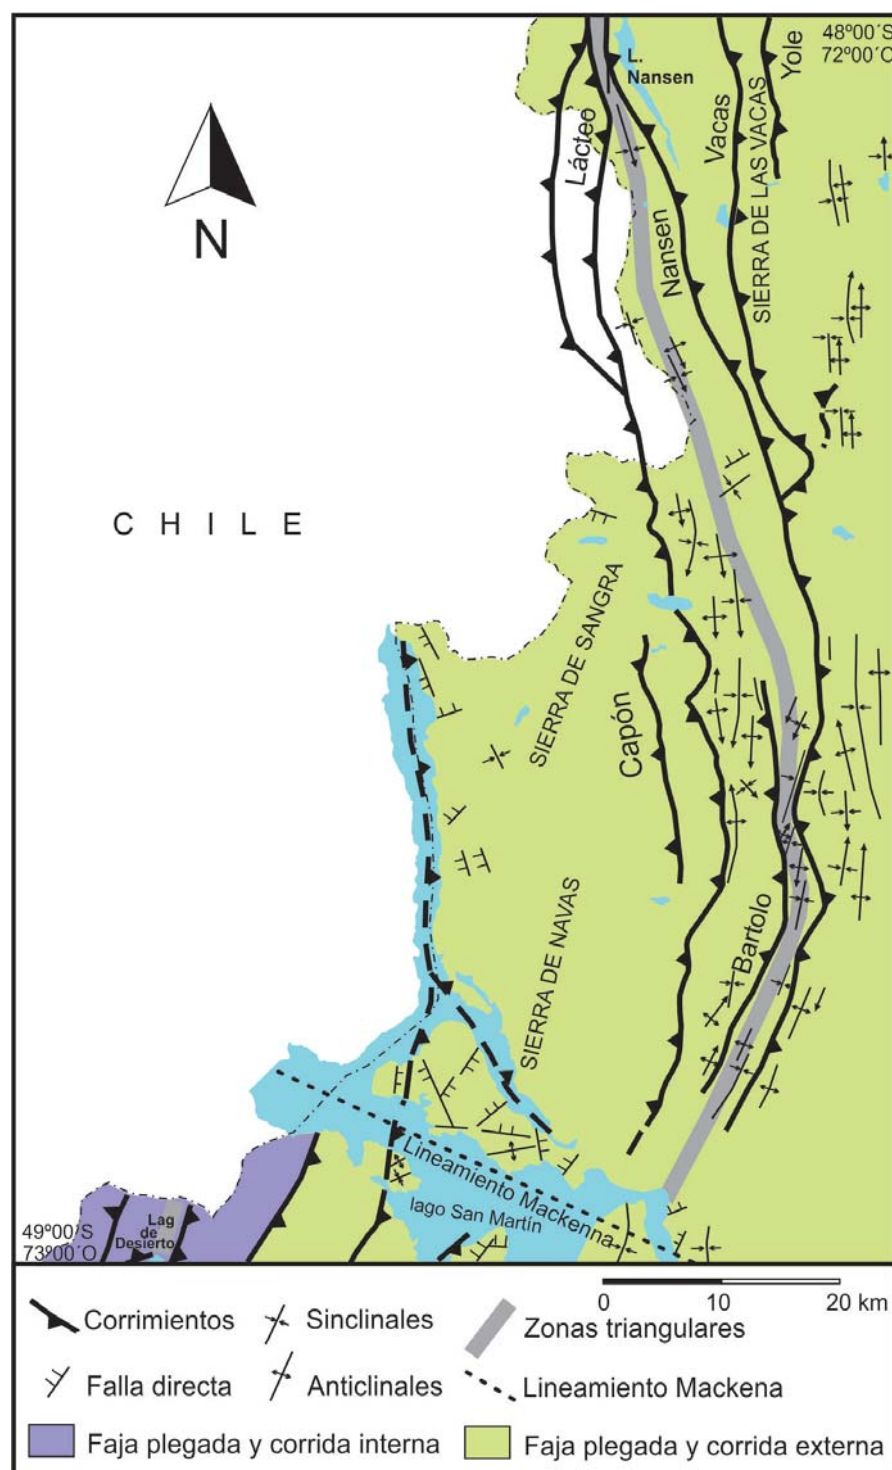 48º00´S
72º00´O
L.
Nansen
Yole
Vacas
SIERRA DE LAS VACAS
Lácteo
Nansen
N
CHILE
SIERRA DE SANGRA
Capón
SIERRA DE NAVAS
Bartolo
Lineamiento Mackenna
lago San Martín
Lag
de
Desierto
49º00´S
73º00´O
0 10 20 km
Corrimientos
Sinclinales
Zonas triangulares
Falla directa
Anticlinales
Lineamiento Mackena
Faja plegada y corrida interna
Faja plegada y corrida externa